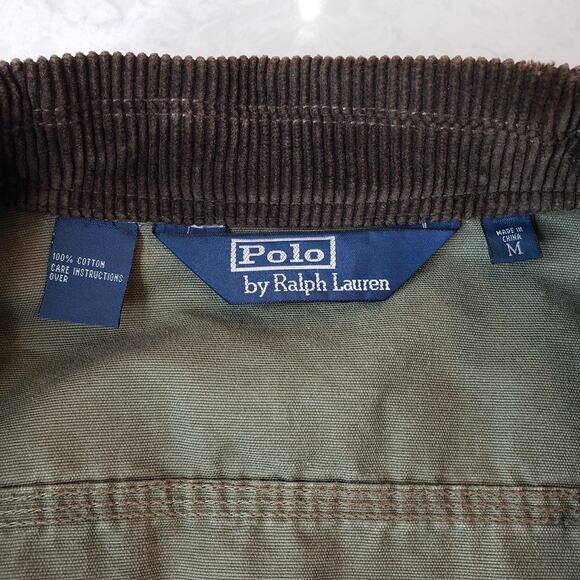 100% COTTON
CARE INSTRUCTIONS
OVER
Polo
by Ralph Lauren
MADE IN
CHINA
M